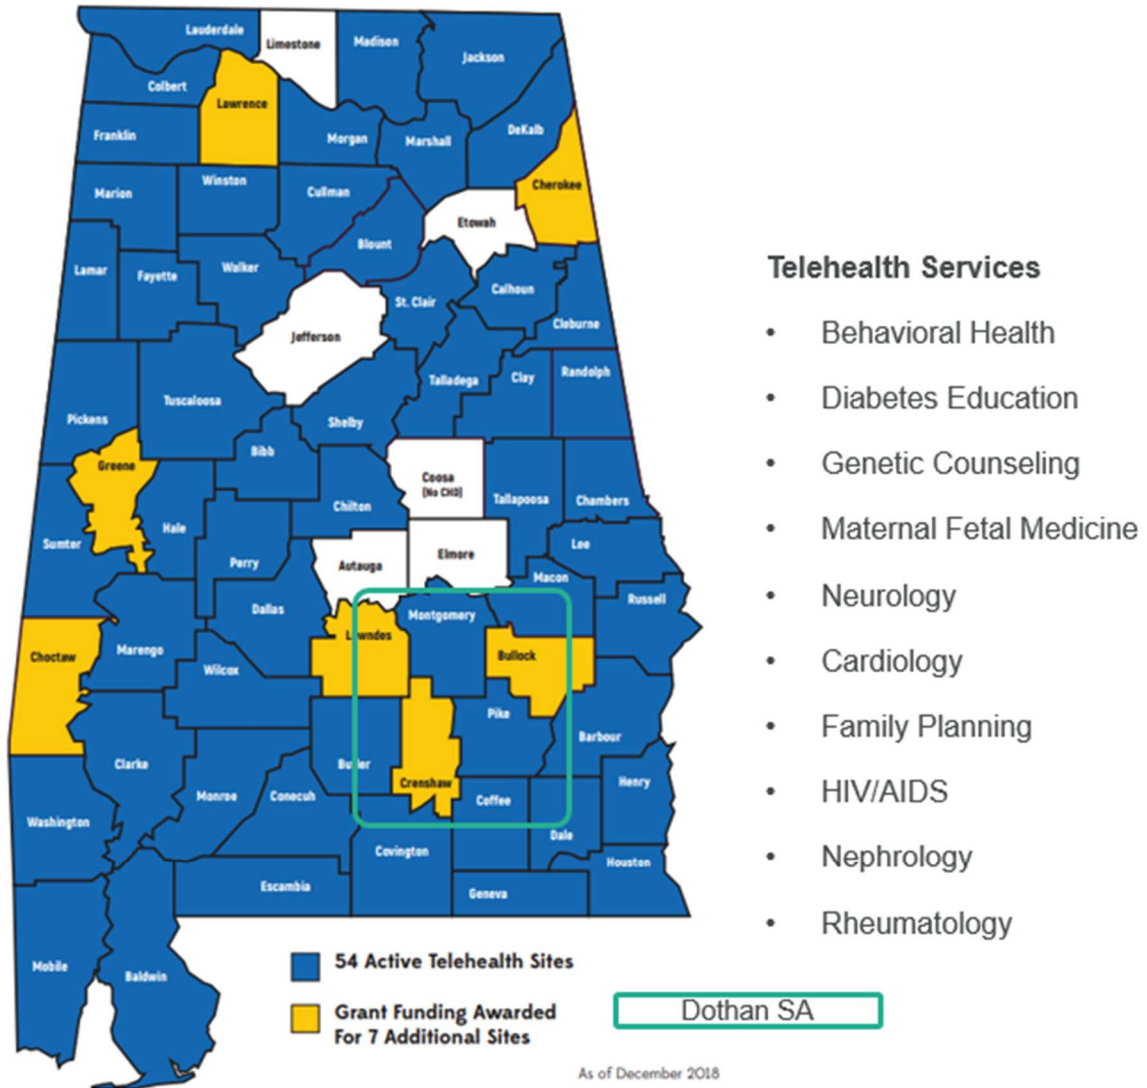 Lauderdale
Limestone
Madison
Jackson
Colbert
Lawrence
Franklin
Morgan
Marshall
DeKalb
Marion
Winston
Cullman
Cherokee
Etowah
Blount
Lamar
Fayette
Walker
St. Clair
Calhoun
Cleburne
Jefferson
Talladega
Clay
Randolph
Pickens
Tuscaloosa
Shelby
Bibb
Greene
Coosa
(No CHD)
Chilton
Tallapoosa
Chambers
Sumter
Hale
Perry
Autauga
Elmore
Lee
Macon
Dallas
Montgomery
Russell
Lowndes
Choctaw
Marengo
Wilcox
Bullock
Pike
Barbour
Clarke
Butler
Crenshaw
Henry
Monroe
Conecuh
Coffee
Washington
Dale
Covington
Houston
Escambia
Geneva
Mobile
Baldwin
Telehealth Services
• Behavioral Health
• Diabetes Education
• Genetic Counseling
• Maternal Fetal Medicine
• Neurology
• Cardiology
• Family Planning
• HIV/AIDS
• Nephrology
• Rheumatology
54 Active Telehealth Sites
Grant Funding Awarded
For 7 Additional Sites
Dothan SA
As of December 2018